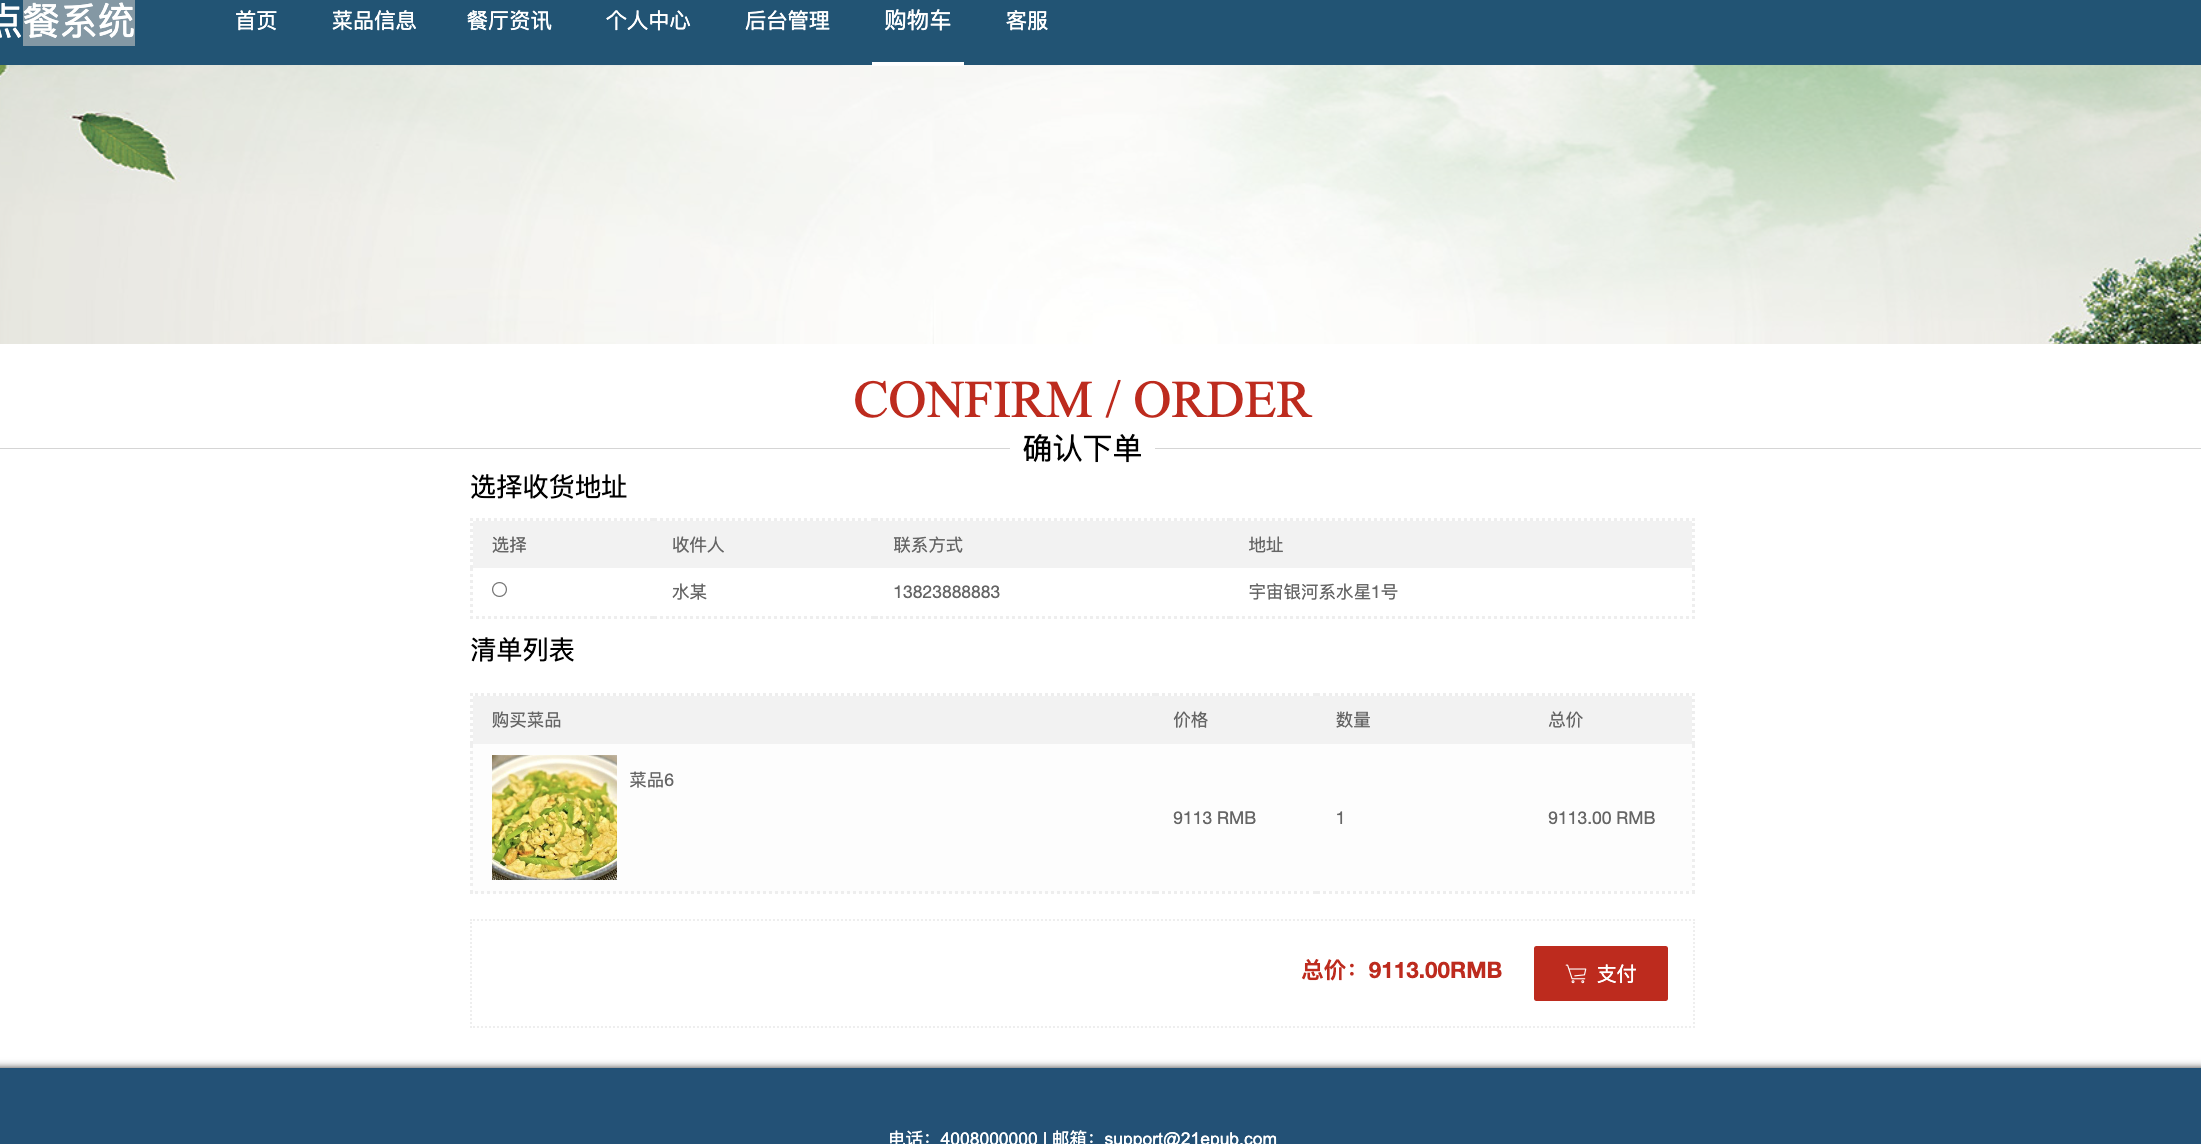 点餐系统 首页 菜品信息 餐厅资讯 个人中心 后台管理 购物车 客服
CONFIRM / ORDER
确认下单
选择收货地址
选择 收件人 联系方式 地址
水某 13823888883 宇宙银河系水星1号
清单列表
购买菜品 价格 数量 总价
菜品6
9113 RMB 1 9113.00 RMB
总价：9113.00RMB 支付
电话：4008000000 | 邮箱：support@21epub.com